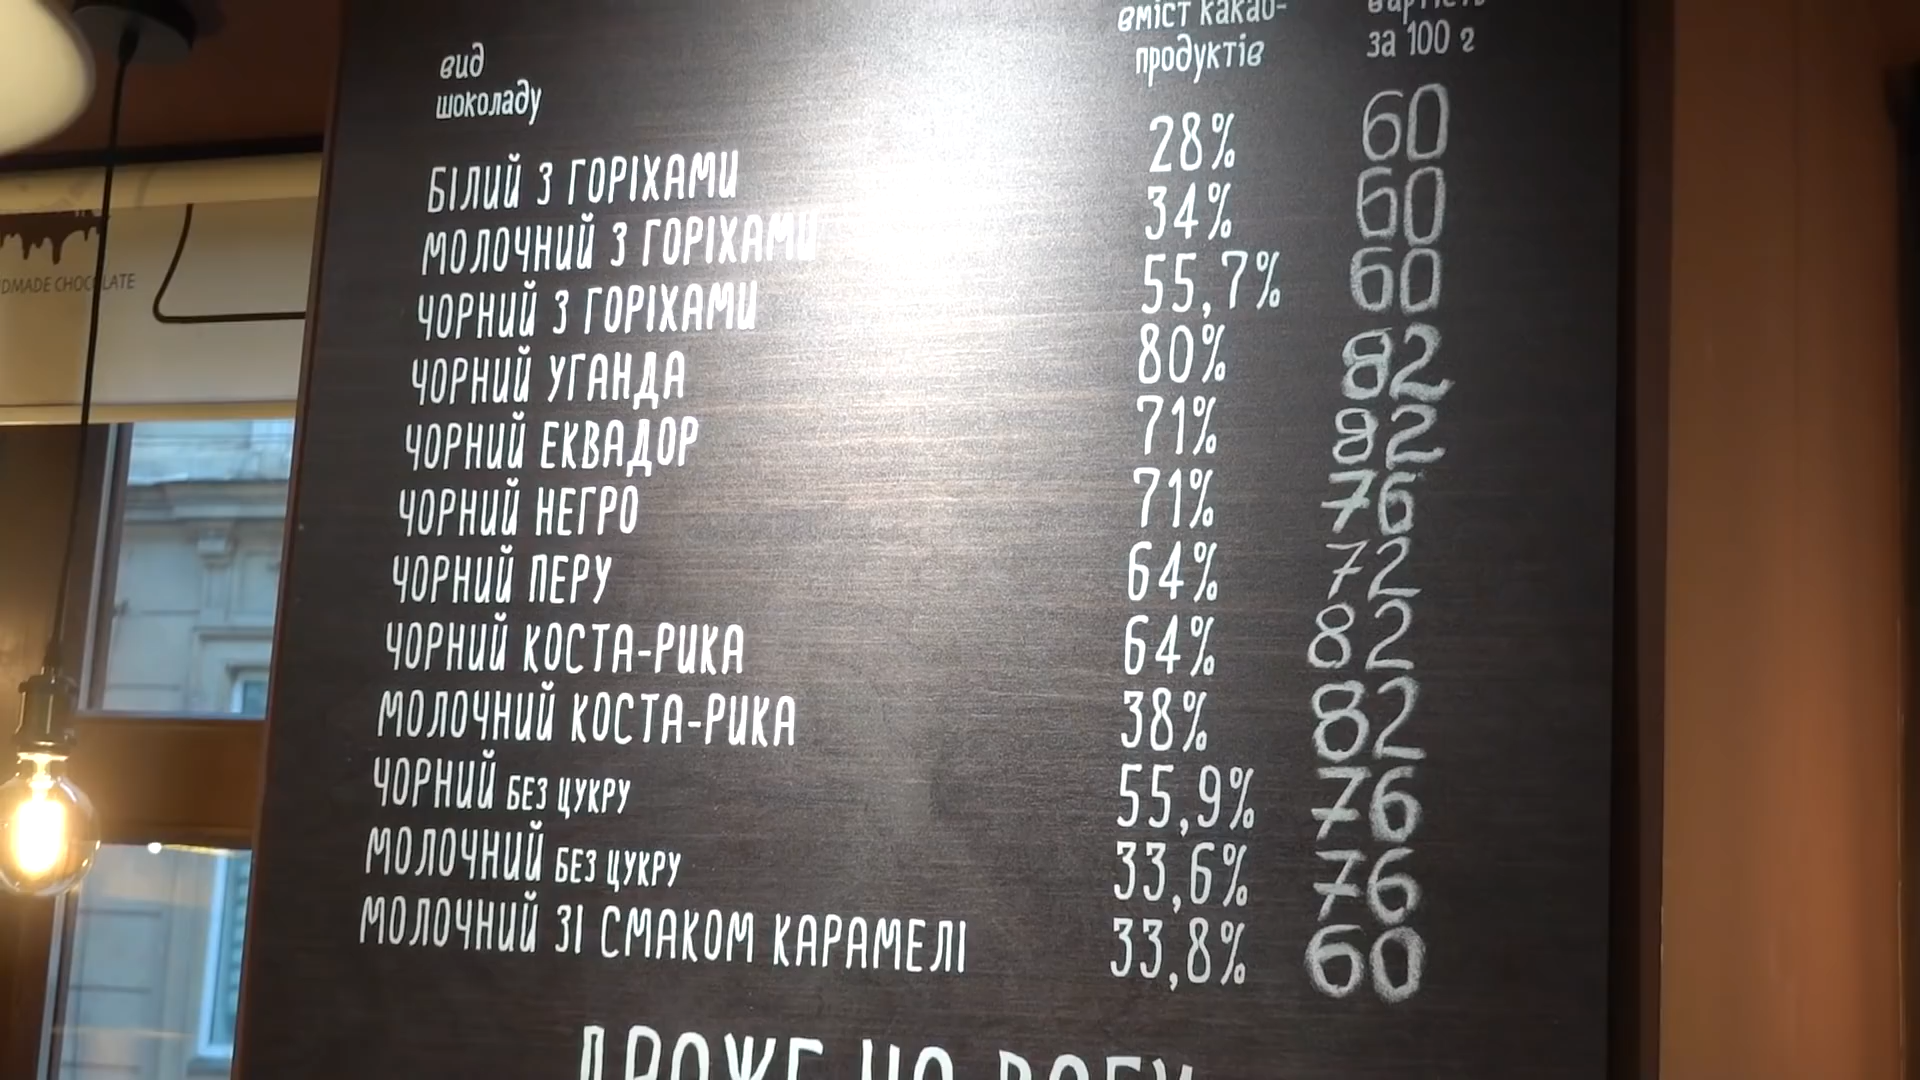 вид шоколаду
вміст какао-продуктів
за 100 г
БІЛИЙ З ГОРІХАМИ 28% 60
МОЛОЧНИЙ З ГОРІХАМИ 34% 60
ЧОРНИЙ З ГОРІХАМИ 55,7% 60
ЧОРНИЙ УГАНДА 80% 82
ЧОРНИЙ ЕКВАДОР 71% 82
ЧОРНИЙ НЕГРО 71% 76
ЧОРНИЙ ПЕРУ 64% 72
ЧОРНИЙ КОСТА-РИКА 64% 82
МОЛОЧНИЙ КОСТА-РИКА 38% 82
ЧОРНИЙ БЕЗ ЦУКРУ 55,9% 76
МОЛОЧНИЙ БЕЗ ЦУКРУ 33,6% 76
МОЛОЧНИЙ ЗІ СМАКОМ КАРАМЕЛІ 33,8% 60